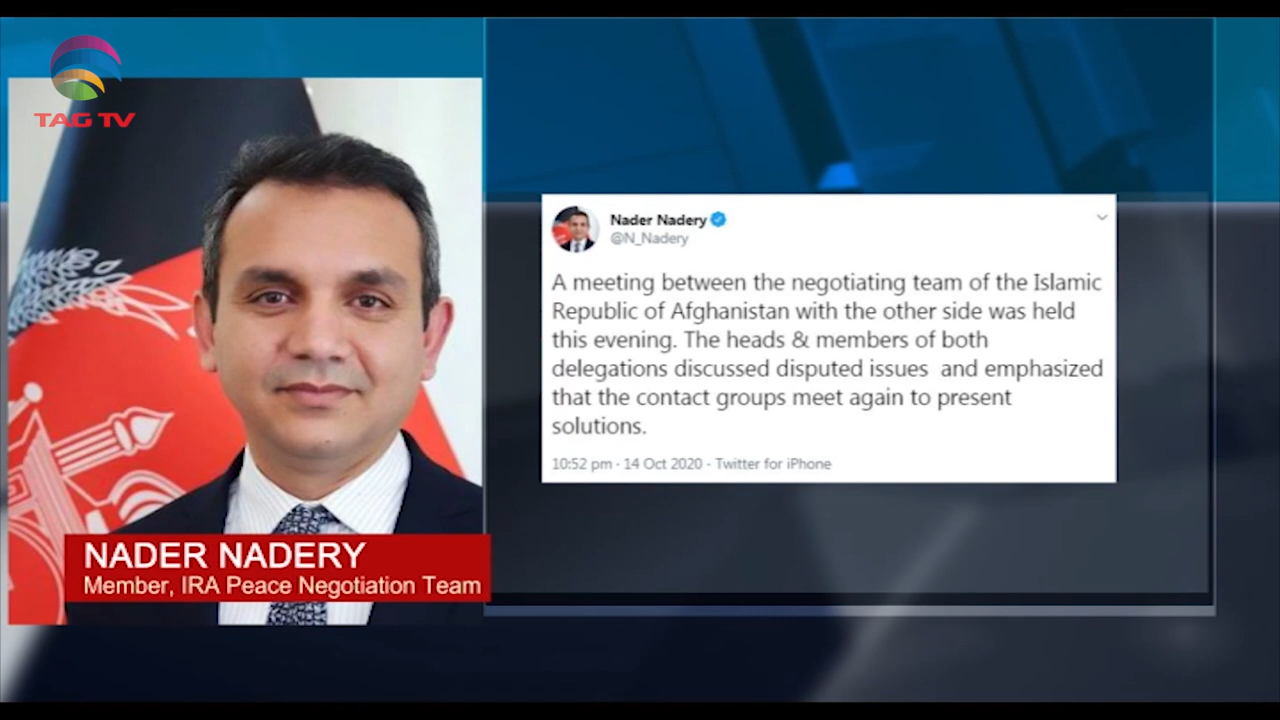 TAG TV
Nader Nadery
@N_Nadery
A meeting between the negotiating team of the Islamic
Republic of Afghanistan with the other side was held
this evening. The heads & members of both
delegations discussed disputed issues  and emphasized
that the contact groups meet again to present
solutions.
10:52 pm · 14 Oct 2020 · Twitter for iPhone
NADER NADERY
Member, IRA Peace Negotiation Team